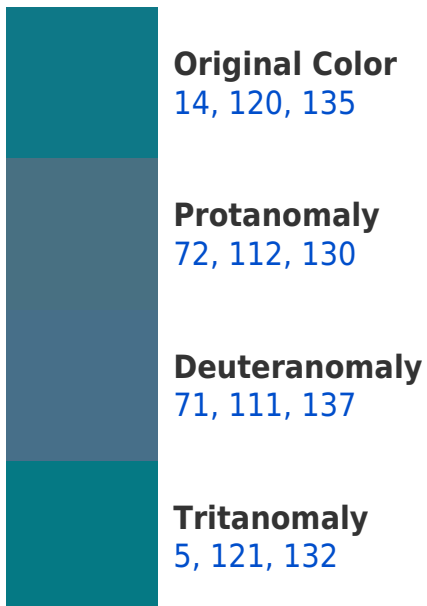 Original Color
14, 120, 135
Protanomaly
72, 112, 130
Deuteranomaly
71, 111, 137
Tritanomaly
5, 121, 132